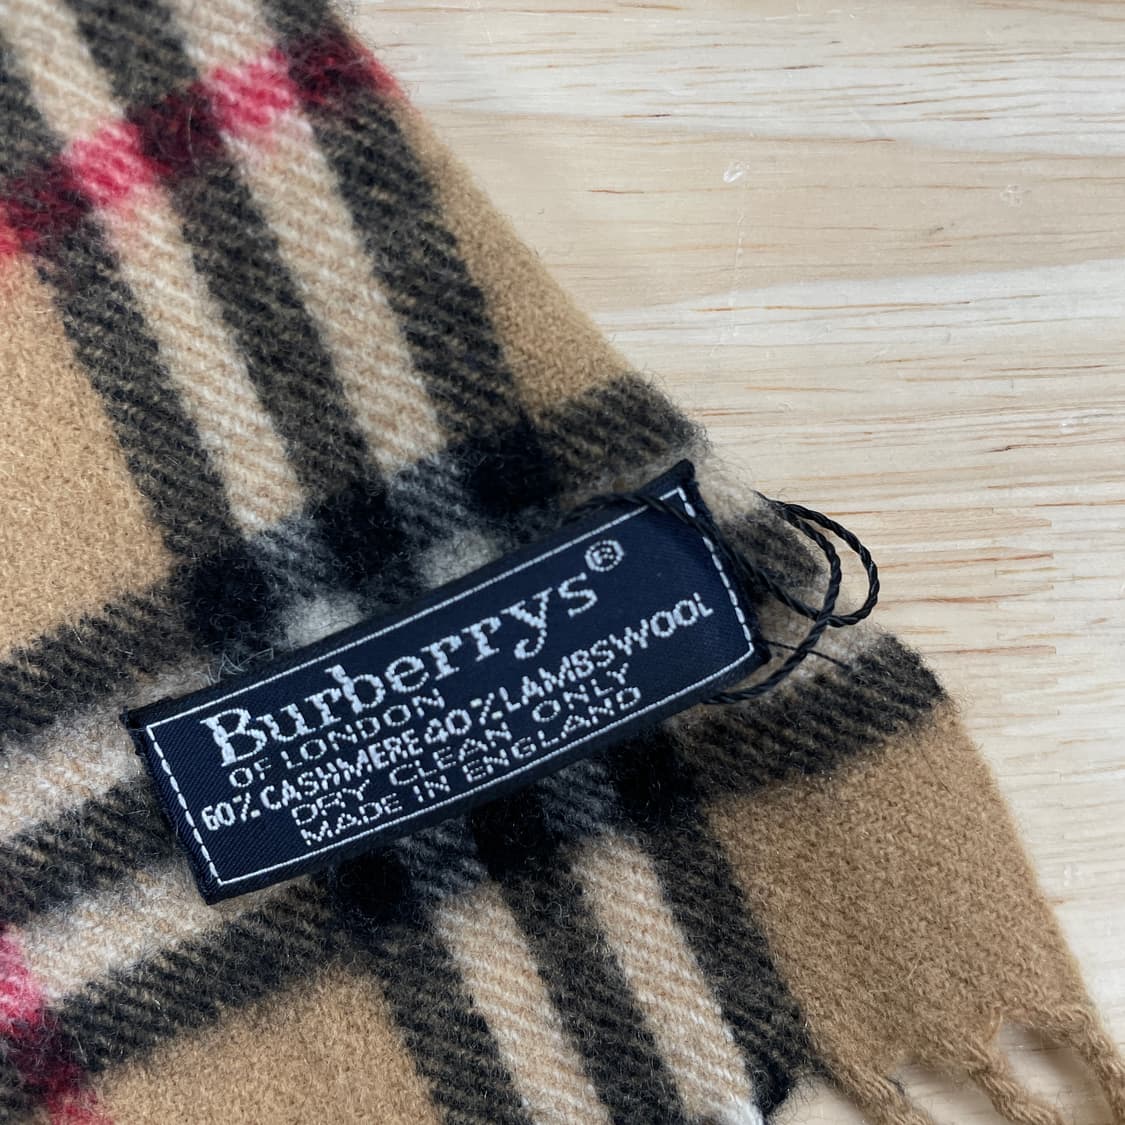 Burberrys®
OF LONDON
60% CASHMERE 40% LAMBSWOOL
DRY CLEAN ONLY
MADE IN ENGLAND